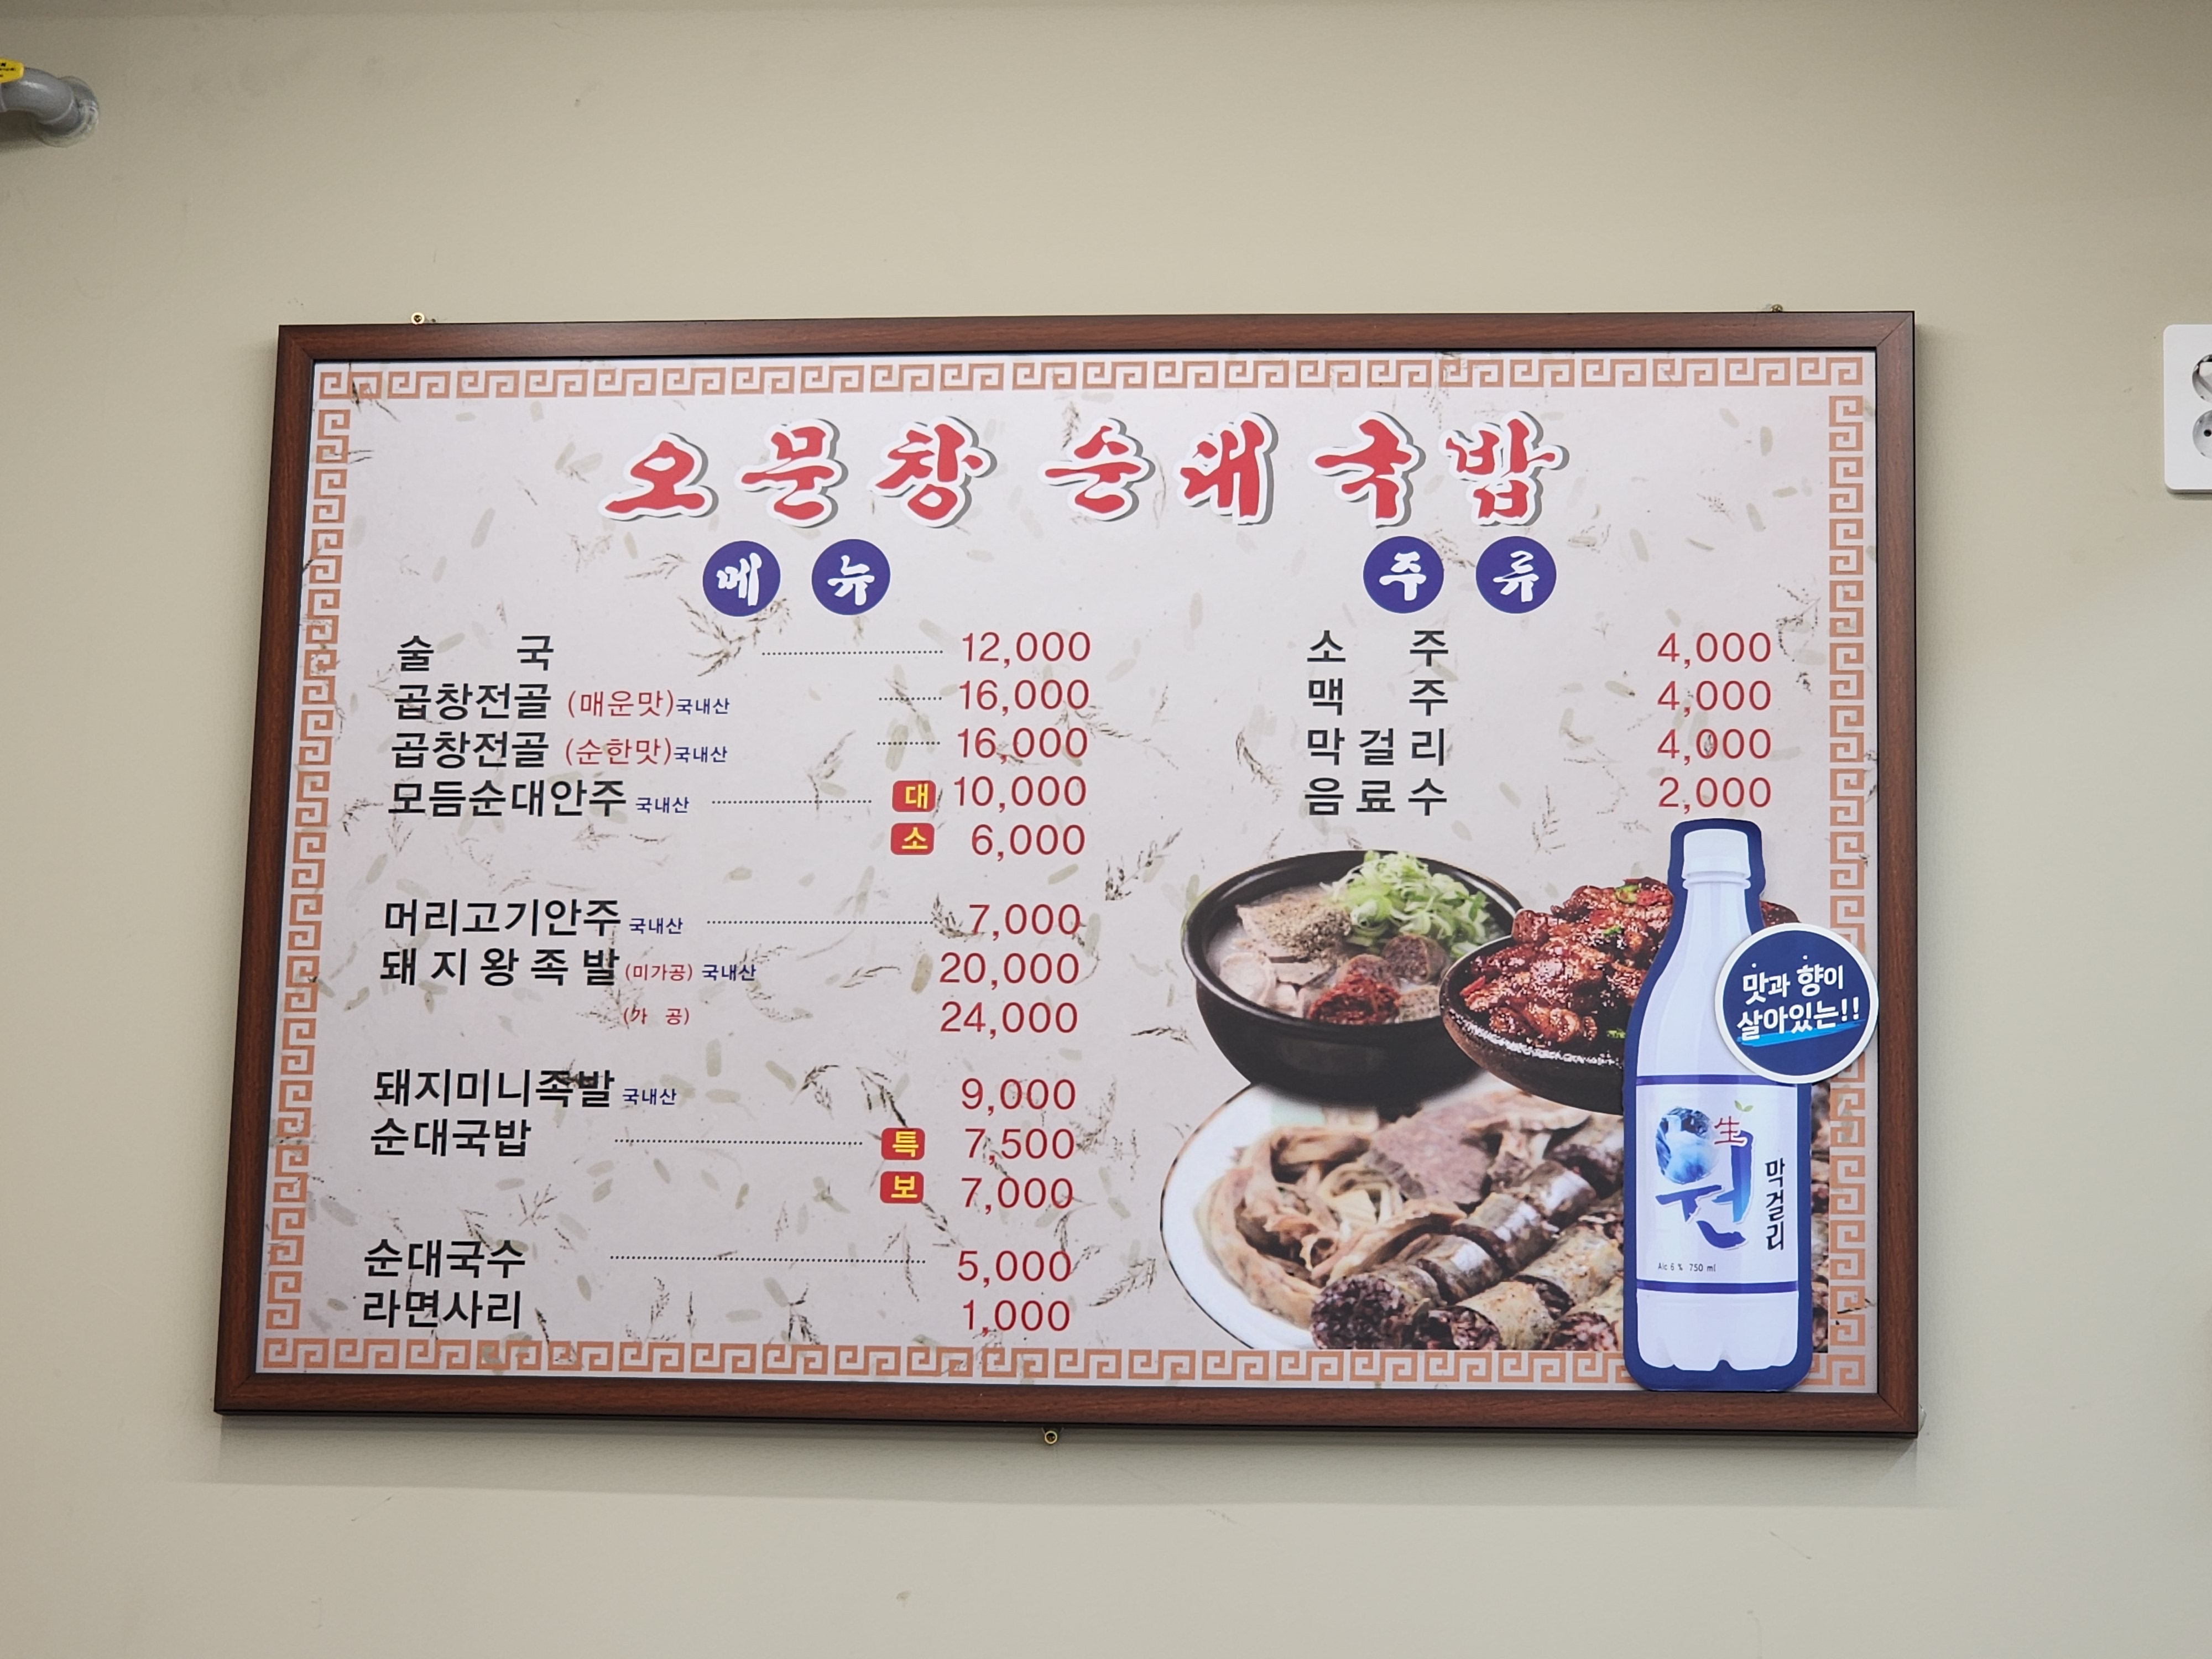 오문창 순대국밥
메뉴
술 국 12,000
곱창전골 (매운맛)국내산 16,000
곱창전골 (순한맛)국내산 16,000
모듬순대안주 국내산 대 10,000
소 6,000
머리고기안주 국내산 7,000
돼지왕족발 (미가공) 국내산 20,000
(가 공) 24,000
돼지미니족발 국내산 9,000
순대국밥 특 7,500
보 7,000
순대국수 5,000
라면사리 1,000
주류
소 주 4,000
맥 주 4,000
막걸리 4,000
음료수 2,000
맛과 향이
살아있는!!
生
원
막걸리
Alc 6 % 750 ml